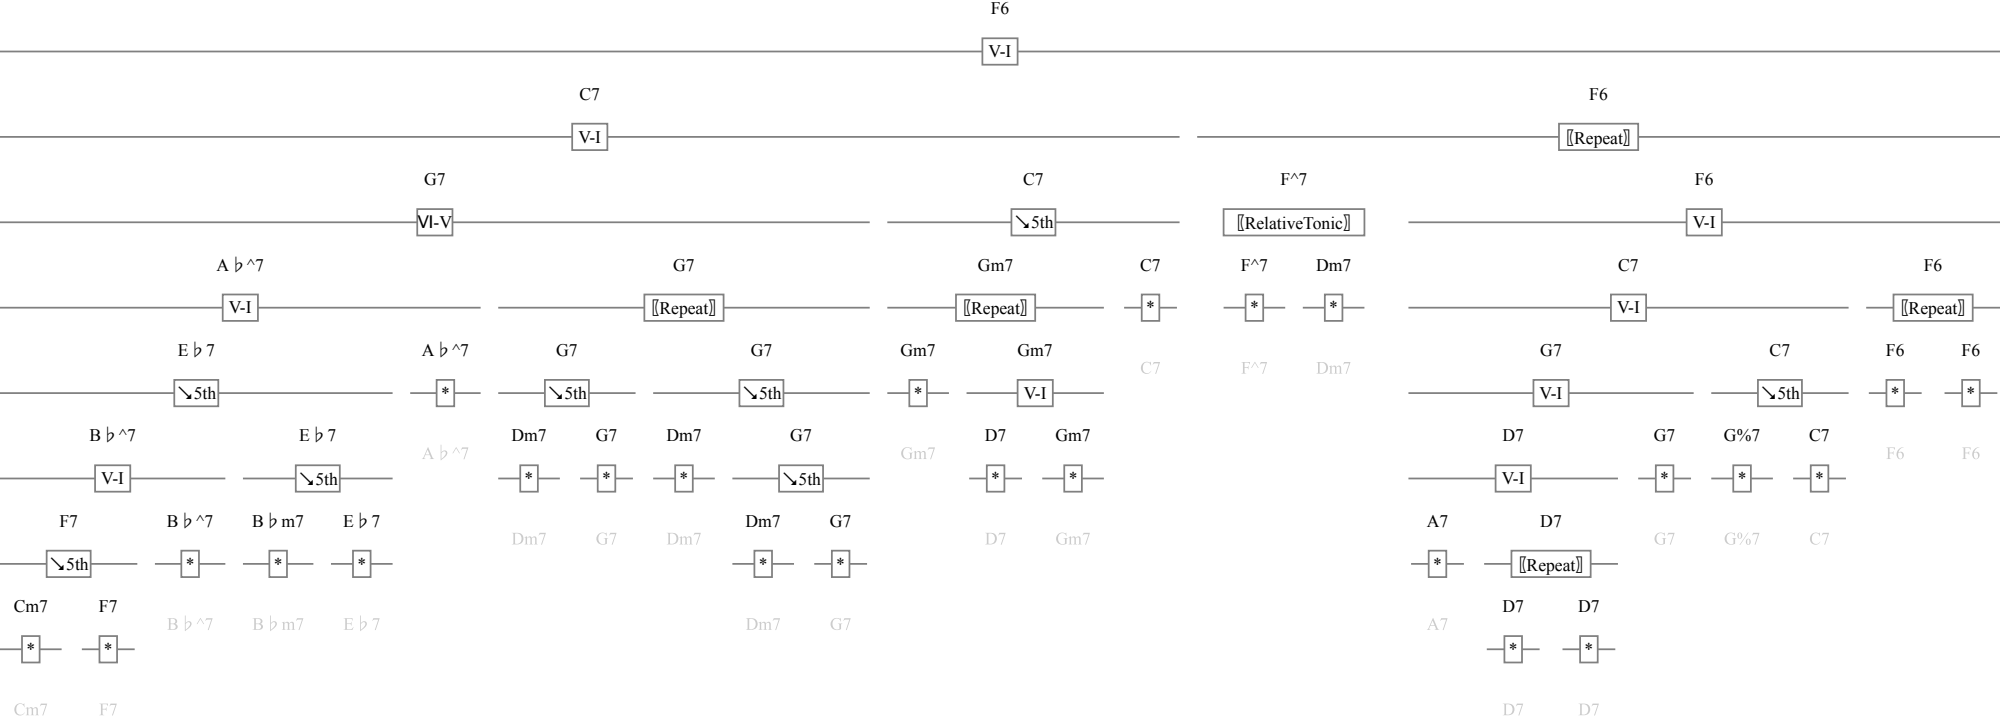 F6
V-I
C7 F6
V-I ⟦Repeat⟧
G7 C7 F^7 F6
Ⅵ-V ↘5th ⟦RelativeTonic⟧ V-I
A♭^7 G7 Gm7 C7 F^7 Dm7 C7 F6
V-I ⟦Repeat⟧ ⟦Repeat⟧ * * * V-I ⟦Repeat⟧
E♭7 A♭^7 G7 G7 Gm7 Gm7 C7 F^7 Dm7 G7 C7 F6 F6
↘5th * ↘5th ↘5th * V-I V-I ↘5th * *
B♭^7 E♭7 A♭^7 Dm7 G7 Dm7 G7 Gm7 D7 Gm7 D7 G7 G%7 C7 F6 F6
V-I ↘5th * * * ↘5th * * V-I * * *
F7 B♭^7 B♭m7 E♭7 Dm7 G7 Dm7 Dm7 G7 D7 Gm7 A7 D7 G7 G%7 C7
↘5th * * * * * * ⟦Repeat⟧
Cm7 F7 B♭^7 B♭m7 E♭7 Dm7 G7 A7 D7 D7
* * * *
Cm7 F7 D7 D7